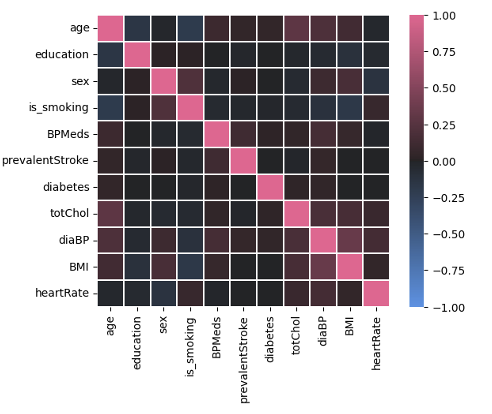 age
education
sex
is_smoking
BPMeds
prevalentStroke
diabetes
totChol
diaBP
BMI
heartRate
age
education
sex
is_smoking
BPMeds
prevalentStroke
diabetes
totChol
diaBP
BMI
heartRate
1.00
0.75
0.50
0.25
0.00
−0.25
−0.50
−0.75
−1.00